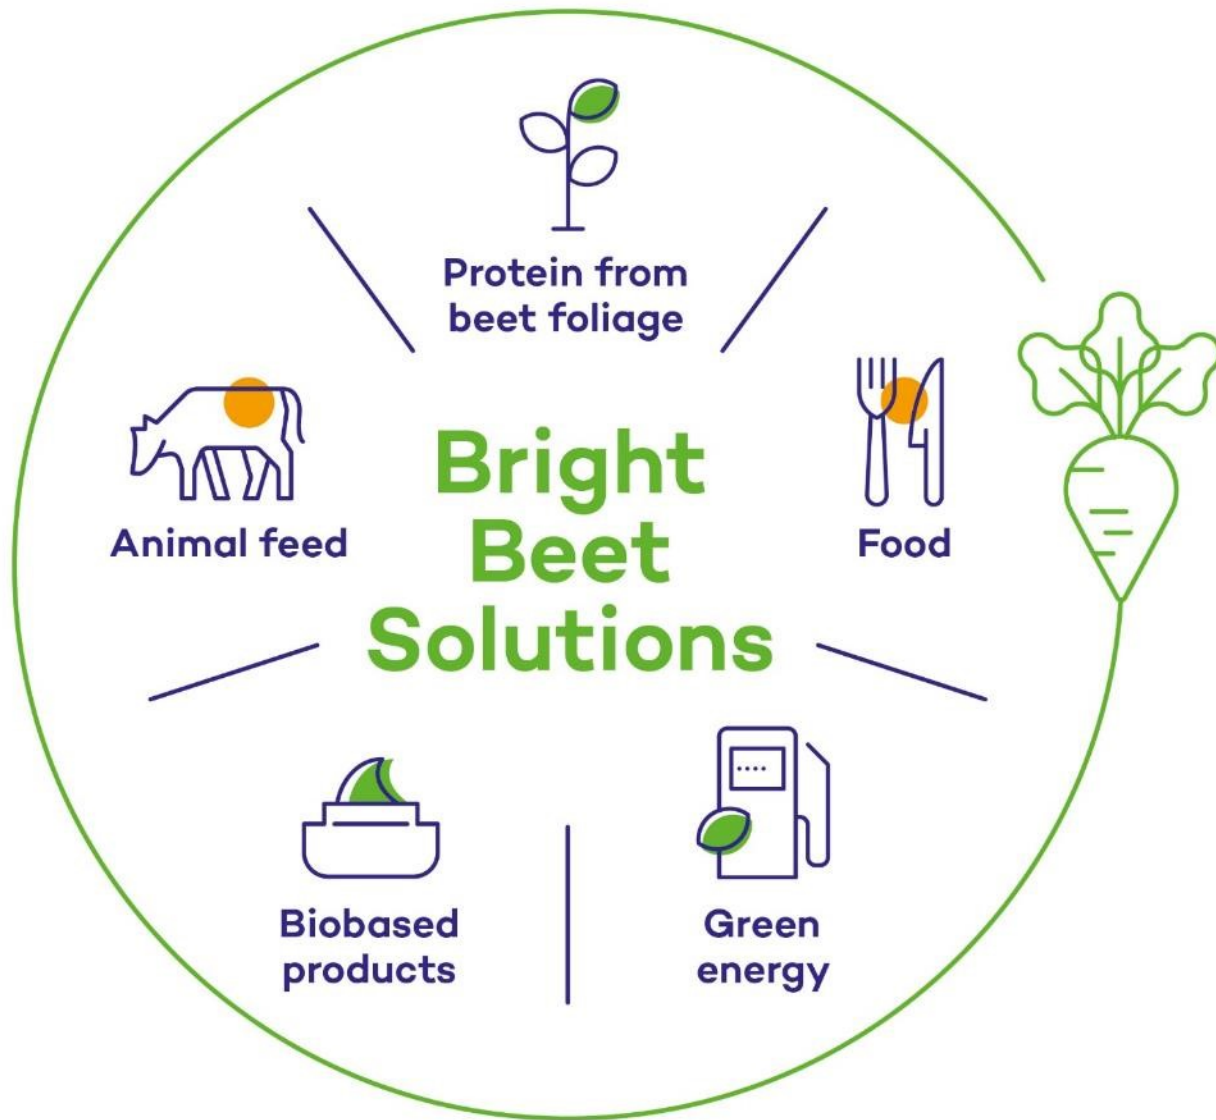 Protein from
beet foliage
Animal feed
Bright
Beet
Solutions
Food
Biobased
products
Green
energy